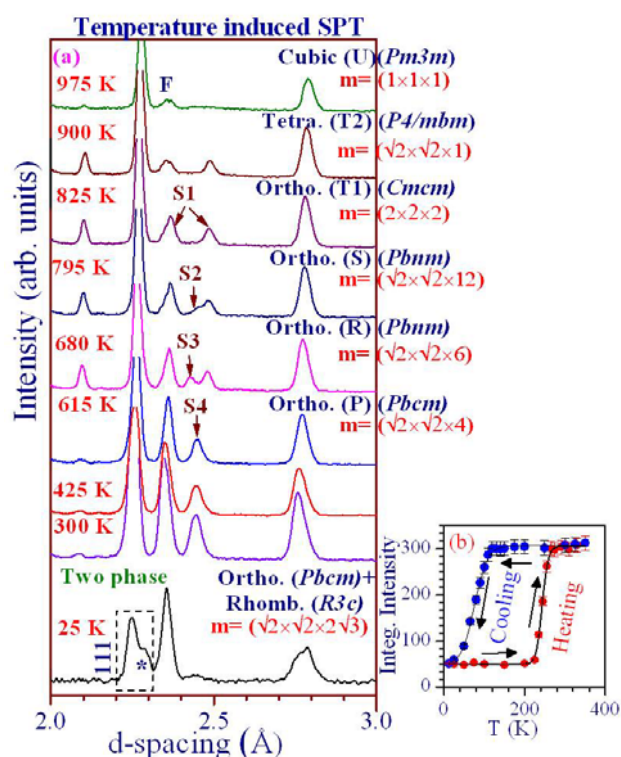 Temperature induced SPT
(a)
Cubic (U)(Pm3m)
975 K
F
m= (1×1×1)
Tetra. (T2) (P4/mbm)
900 K
m= (√2×√2×1)
Ortho. (T1) (Cmcm)
825 K
S1
m= (2×2×2)
Ortho. (S) (Pbnm)
795 K
S2
m= (√2×√2×12)
Ortho. (R) (Pbnm)
680 K
S3
m= (√2×√2×6)
615 K
S4
Ortho. (P) (Pbcm)
m= (√2×√2×4)
425 K
300 K
Two phase
Ortho. (Pbcm)+
Rhomb. (R3c)
25 K
m= (√2×√2×2√3)
111
*
2.0 2.5 3.0
d-spacing (Å)
Intensity (arb. units)
(b)
300
200
100
0
Integ. Intensity
Cooling
Heating
0 200 400
T (K)